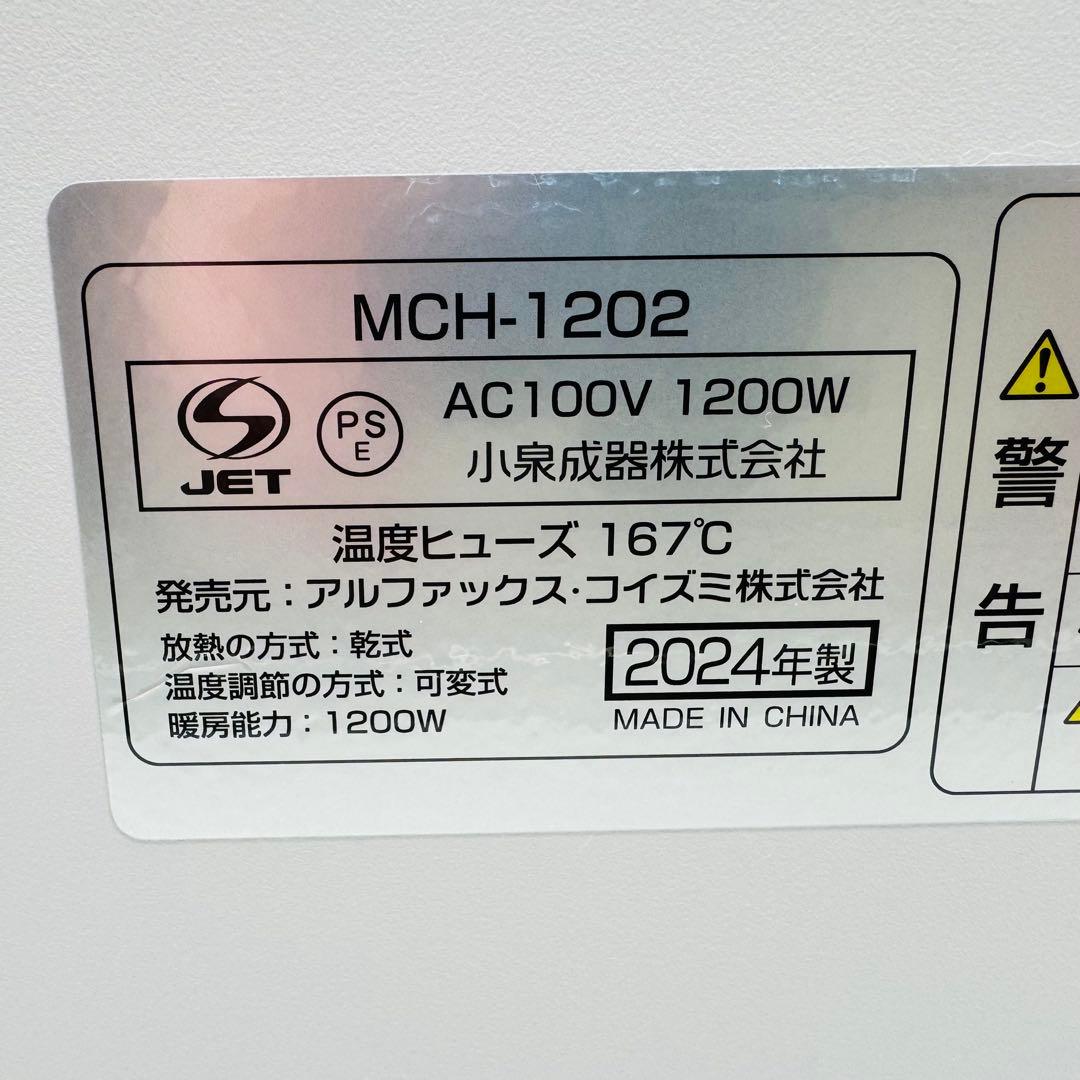 MCH-1202
JET
PS
E
AC100V 1200W
小泉成器株式会社
温度ヒューズ 167℃
発売元：アルファックス・コイズミ株式会社
放熱の方式：乾式
温度調節の方式：可変式
暖房能力：1200W
2024年製
MADE IN CHINA
警
告